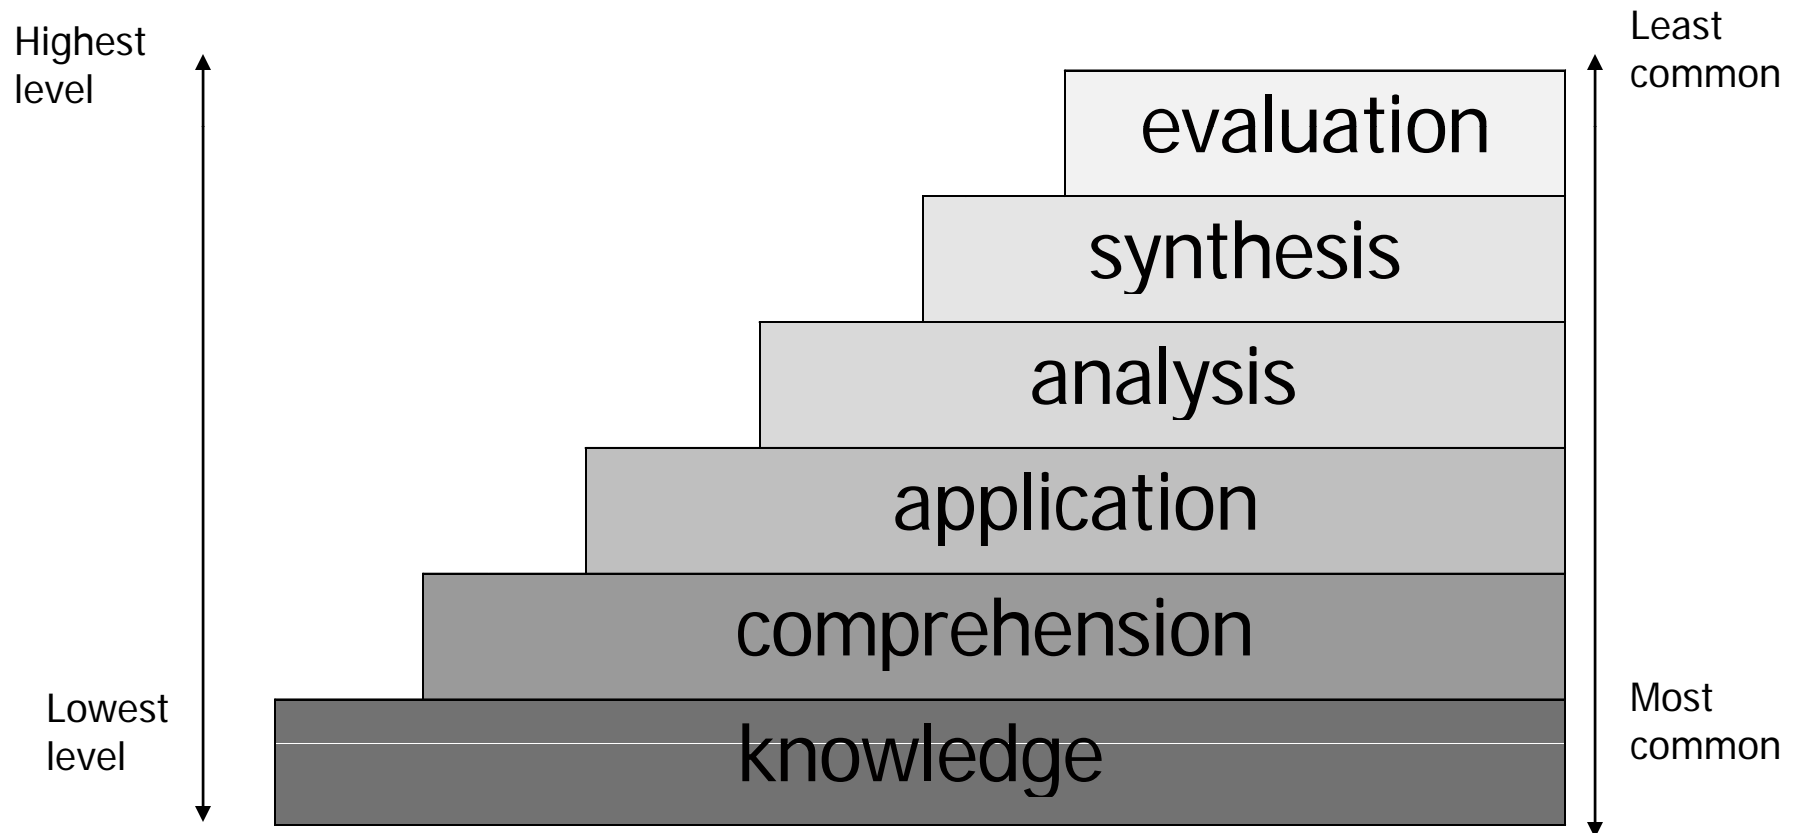 Highest
level
Least
common
evaluation
synthesis
analysis
application
comprehension
knowledge
Lowest
level
Most
common